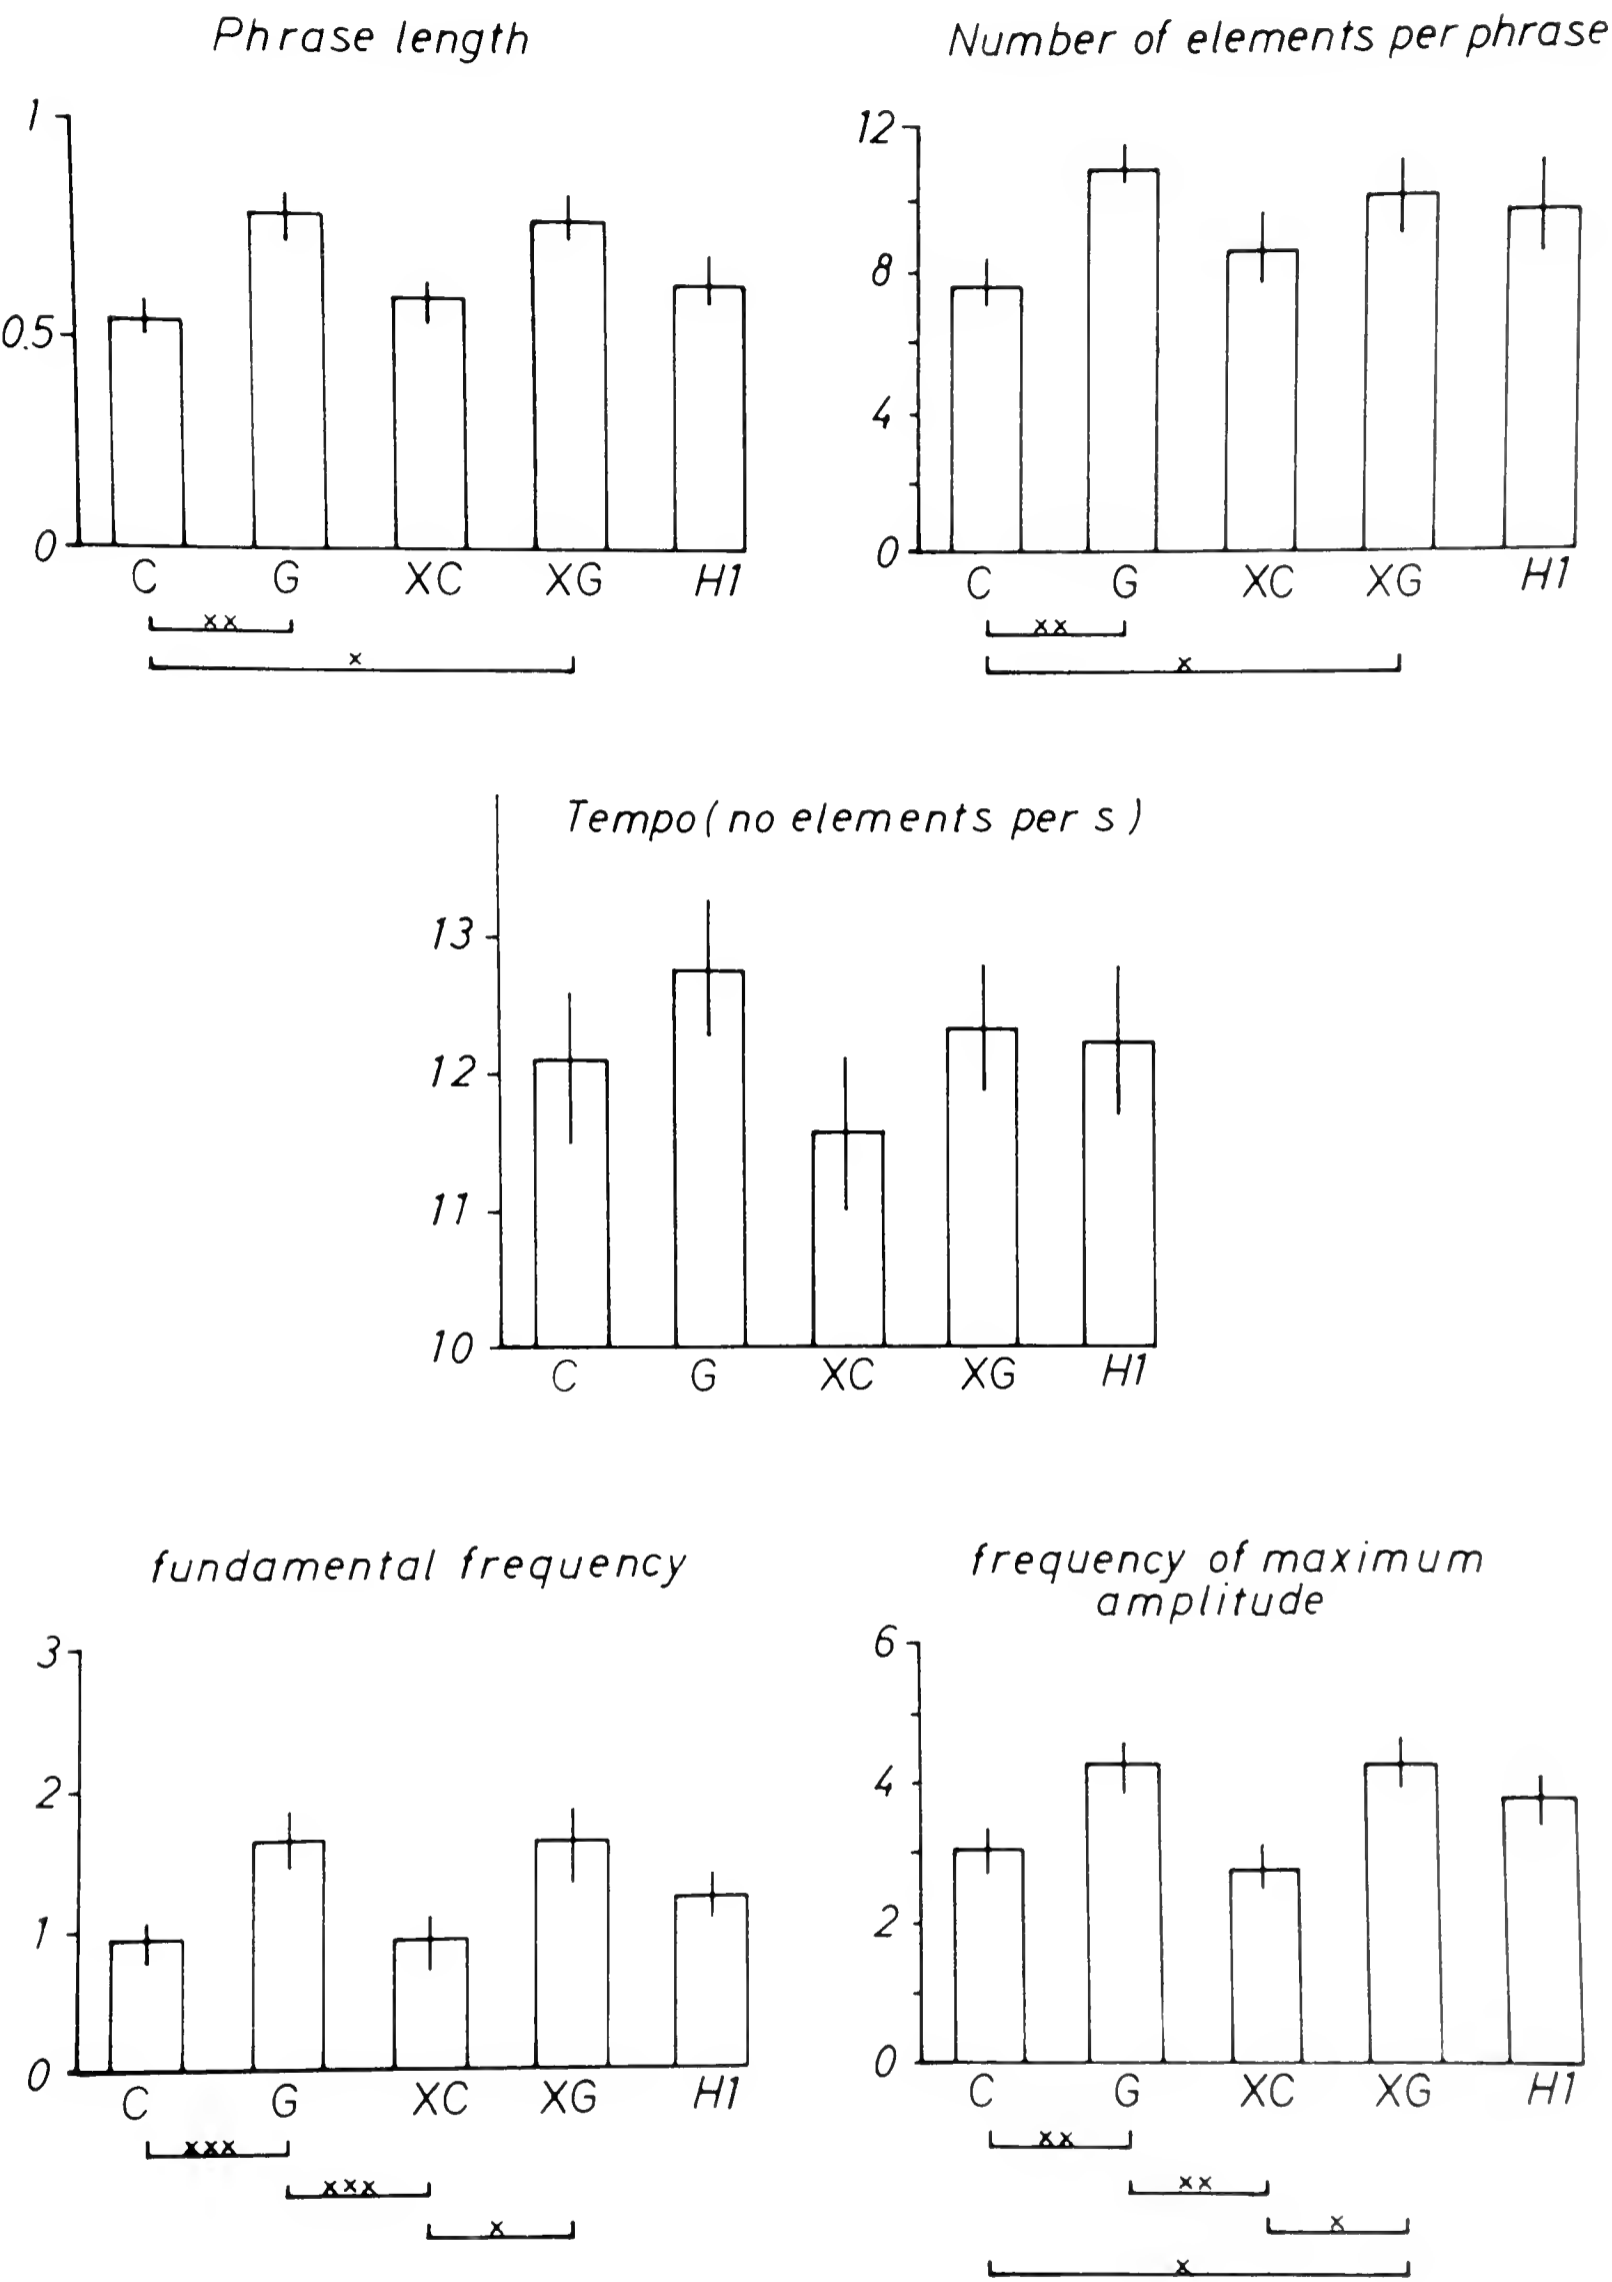 Phrase length
Number of elements per phrase
1
0.5
0
C G XC XG H1
xx
x
12
8
4
0
C G XC XG H1
xx
x
Tempo (no elements per s)
13
12
11
10
C G XC XG H1
fundamental frequency
frequency of maximum
amplitude
3
2
1
0
C G XC XG H1
xxx
xxx
x
6
4
2
0
C G XC XG H1
xx
xx
x
x